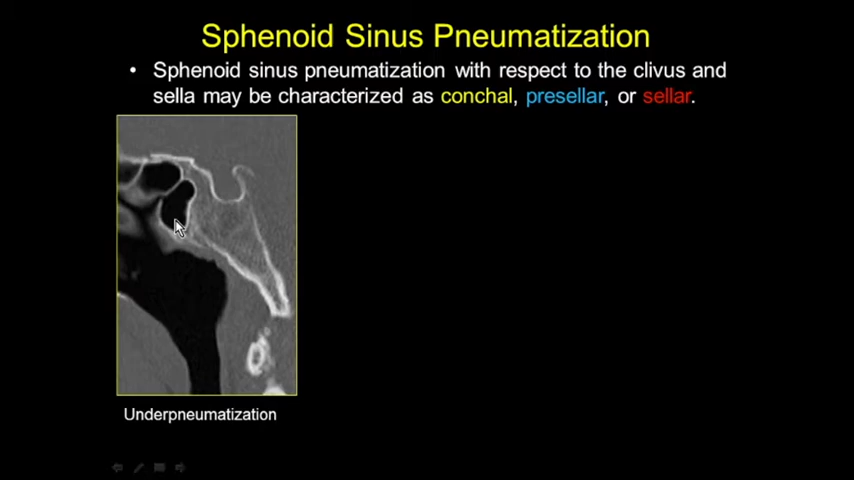 Sphenoid Sinus Pneumatization
• Sphenoid sinus pneumatization with respect to the clivus and
sella may be characterized as conchal, presellar, or sellar.
Underpneumatization